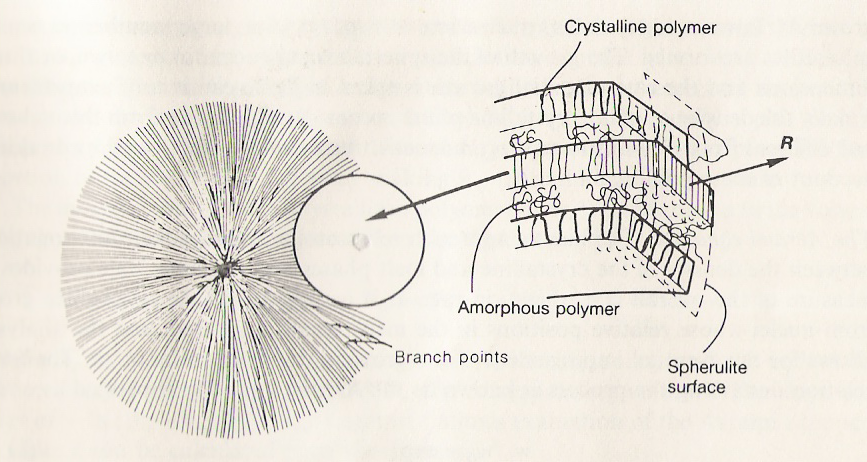 Crystalline polymer
R
Amorphous polymer
Branch points
Spherulite
surface